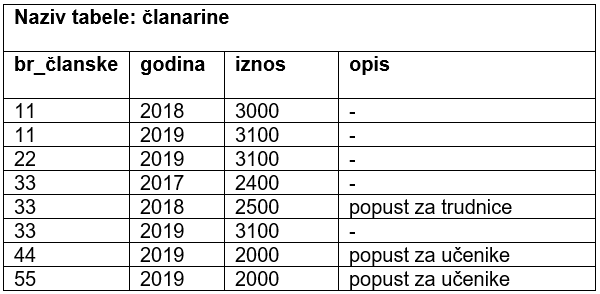 Naziv tabele: članarine
br_članske godina iznos opis
11 2018 3000 -
11 2019 3100 -
22 2019 3100 -
33 2017 2400 -
33 2018 2500 popust za trudnice
33 2019 3100 -
44 2019 2000 popust za učenike
55 2019 2000 popust za učenike